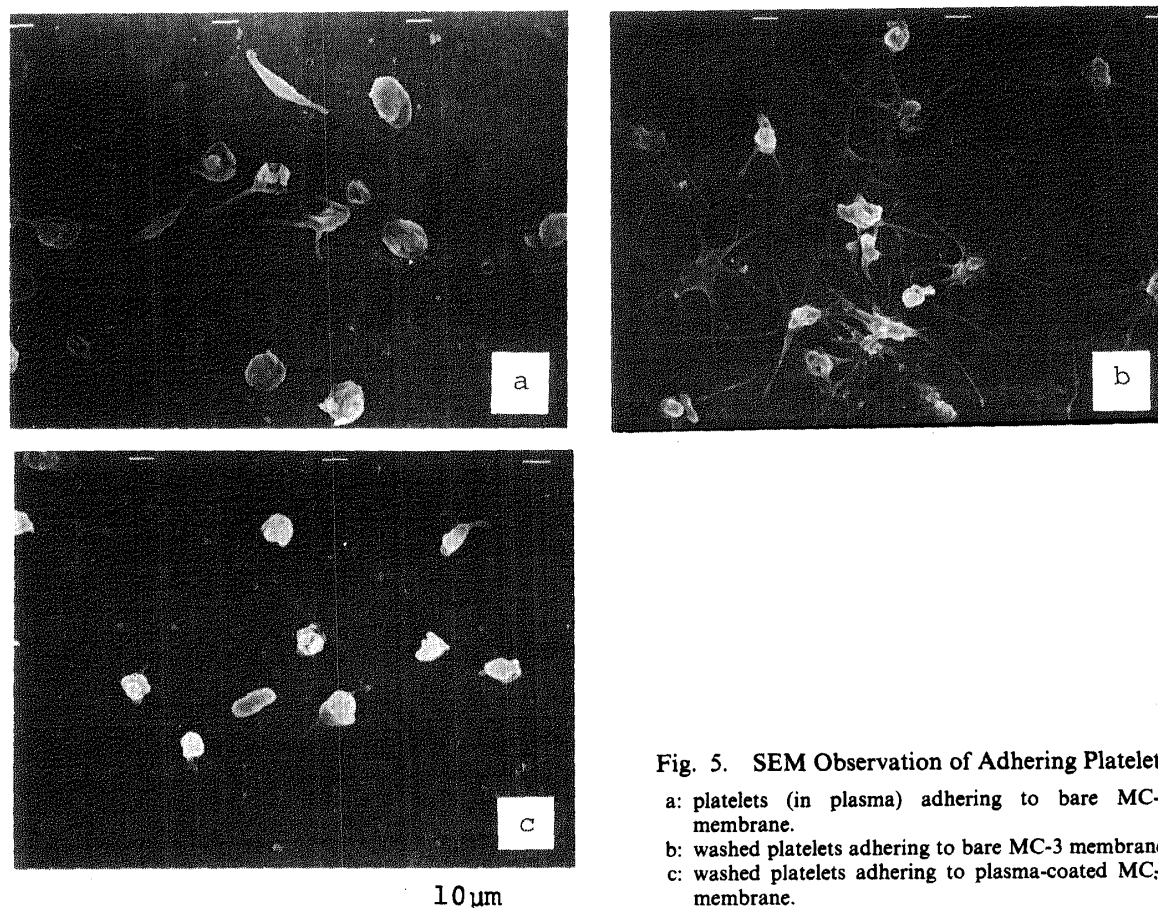 a
b
c
10μm
Fig. 5. SEM Observation of Adhering Platelet
a: platelets (in plasma) adhering to bare MC-
membrane.
b: washed platelets adhering to bare MC-3 membrane
c: washed platelets adhering to plasma-coated MC-
membrane.